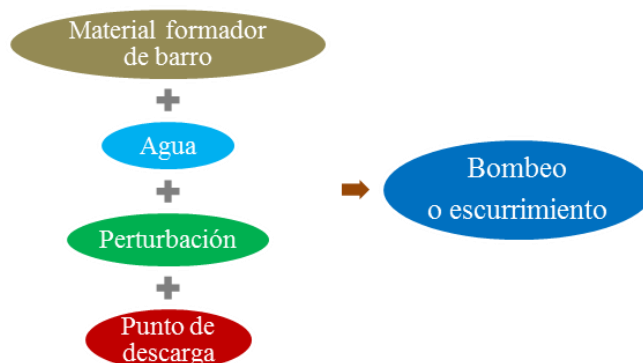 Material formador
de barro
Agua
Perturbación
Punto de
descarga
Bombeo
o escurrimiento